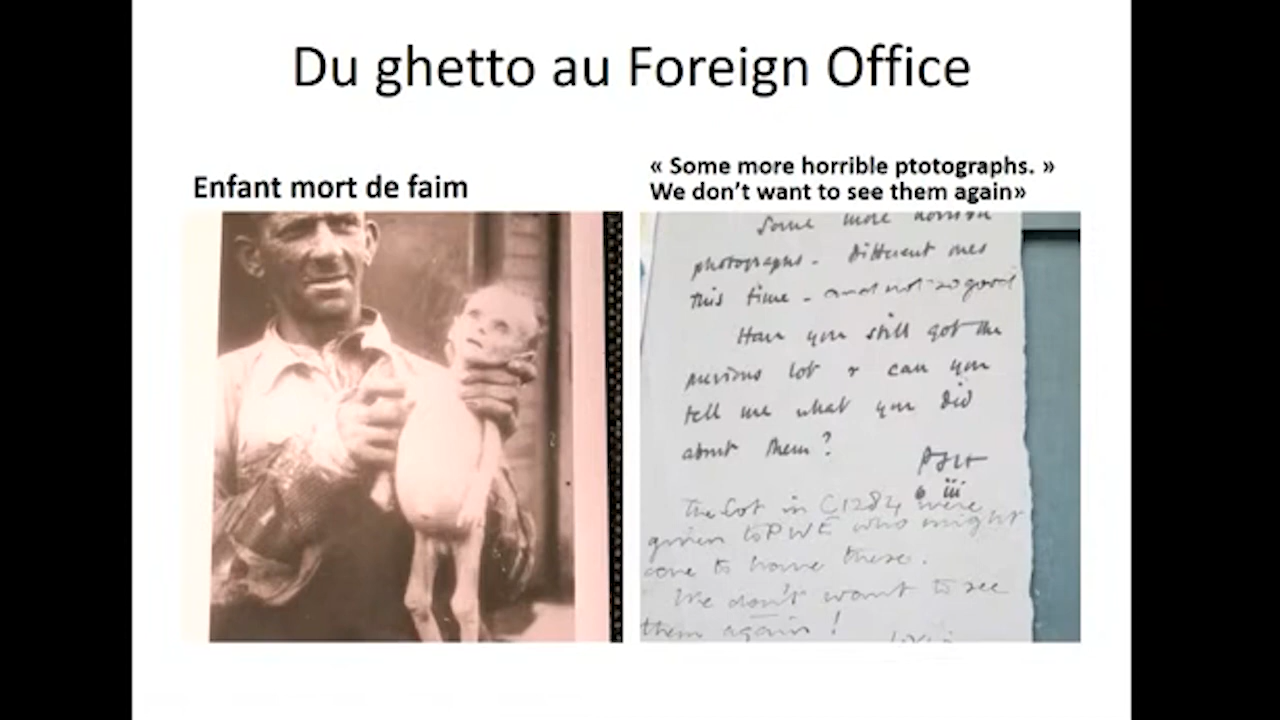 Du ghetto au Foreign Office
Enfant mort de faim
« Some more horrible ptotographs. »
We don't want to see them again»
Some more horrible
photographs. Different ones
this time - and not so good
Have you still got the
previous lot & can you
tell me what you did
about them?
6 iii
The lot in C1284 were
given to PWE who might
care to have these.
We don't want to see
them again!